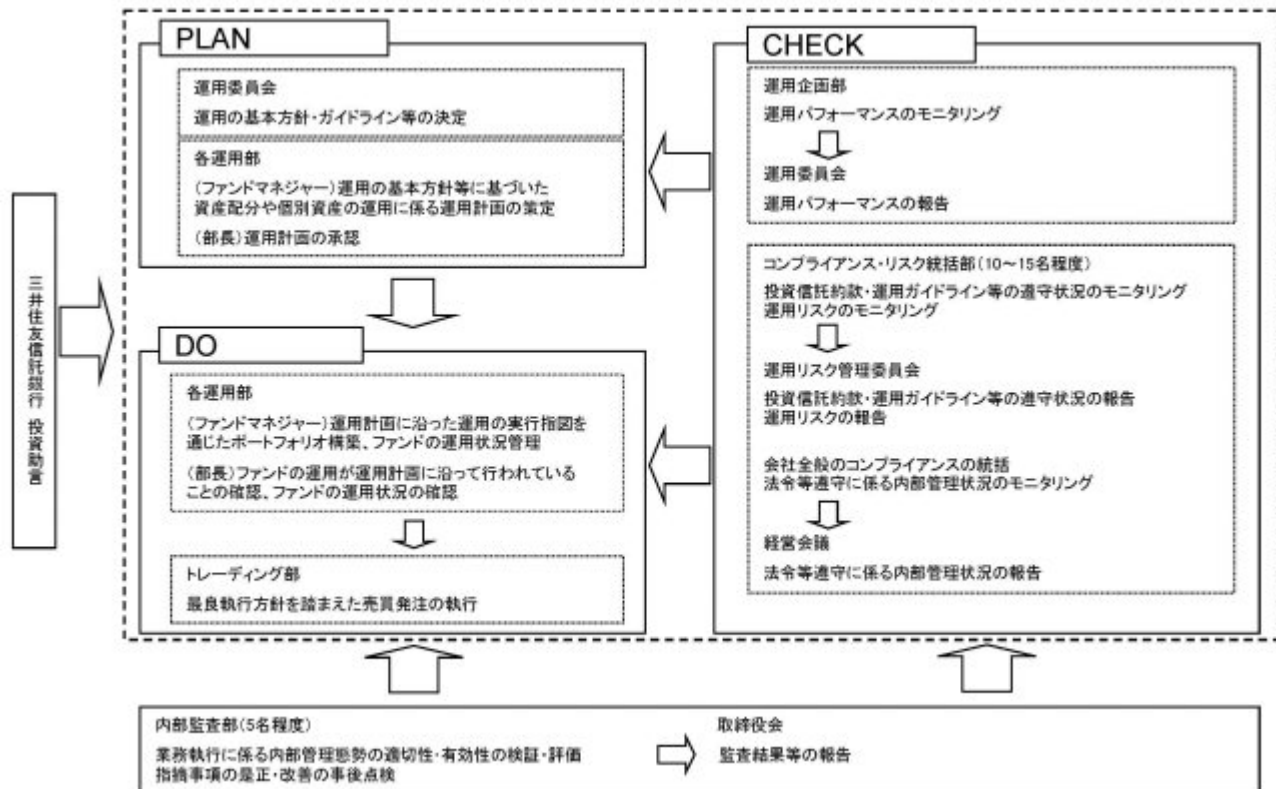 三井住友信託銀行 投資助言
PLAN
運用委員会
運用の基本方針・ガイドライン等の決定
各運用部
(ファンドマネジャー)運用の基本方針等に基づいた
資産配分や個別資産の運用に係る運用計画の策定
(部長)運用計画の承認
DO
各運用部
(ファンドマネジャー)運用計画に沿った運用の実行指図を
通じたポートフォリオ構築、ファンドの運用状況管理
(部長)ファンドの運用が運用計画に沿って行われている
ことの確認、ファンドの運用状況の確認
トレーディング部
最良執行方針を踏まえた売買発注の執行
CHECK
運用企画部
運用パフォーマンスのモニタリング
運用委員会
運用パフォーマンスの報告
コンプライアンス・リスク統括部(10～15名程度)
投資信託約款・運用ガイドライン等の遵守状況のモニタリング
運用リスクのモニタリング
運用リスク管理委員会
投資信託約款・運用ガイドライン等の遵守状況の報告
運用リスクの報告
会社全般のコンプライアンスの統括
法令等遵守に係る内部管理状況のモニタリング
経営会議
法令等遵守に係る内部管理状況の報告
内部監査部(5名程度)
業務執行に係る内部管理態勢の適切性・有効性の検証・評価
指摘事項の是正・改善の事後点検
取締役会
監査結果等の報告